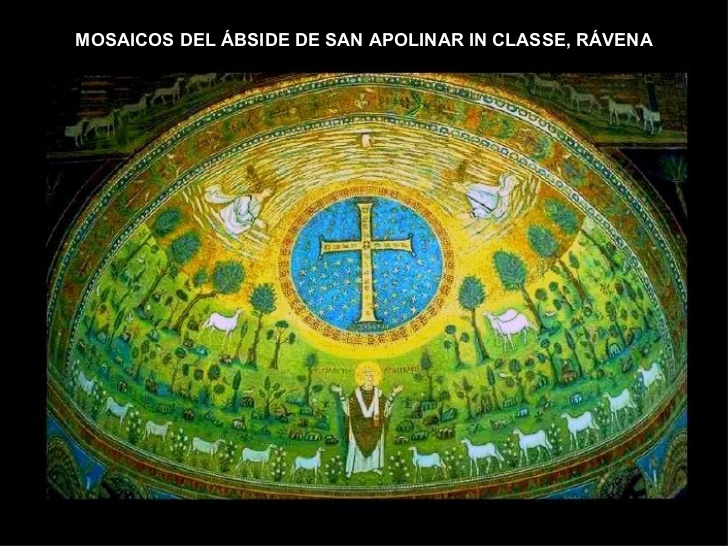 MOSAICOS DEL ÁBSIDE DE SAN APOLINAR IN CLASSE, RÁVENA